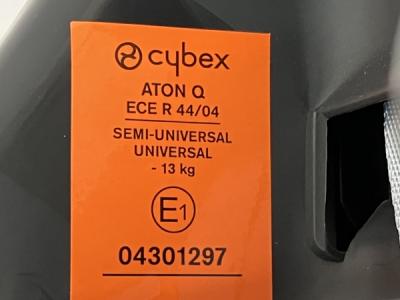 cybex
ATON Q
ECE R 44/04
SEMI-UNIVERSAL
UNIVERSAL
- 13 kg
E1
04301297